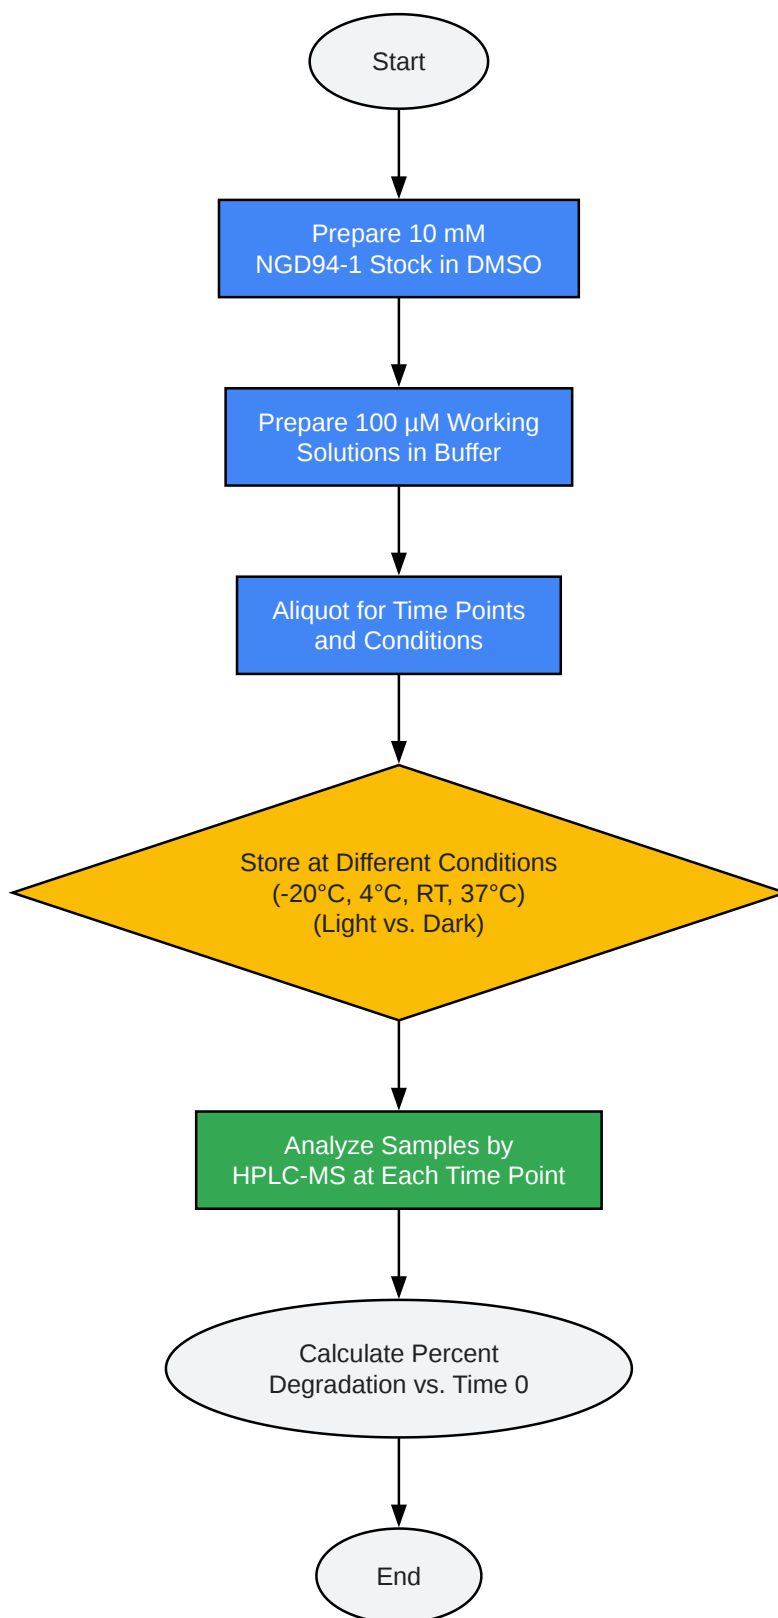 Start
Prepare 10 mM
NGD94-1 Stock in DMSO
Prepare 100 µM Working
Solutions in Buffer
Aliquot for Time Points
and Conditions
Store at Different Conditions
(-20°C, 4°C, RT, 37°C)
(Light vs. Dark)
Analyze Samples by
HPLC-MS at Each Time Point
Calculate Percent
Degradation vs. Time 0
End